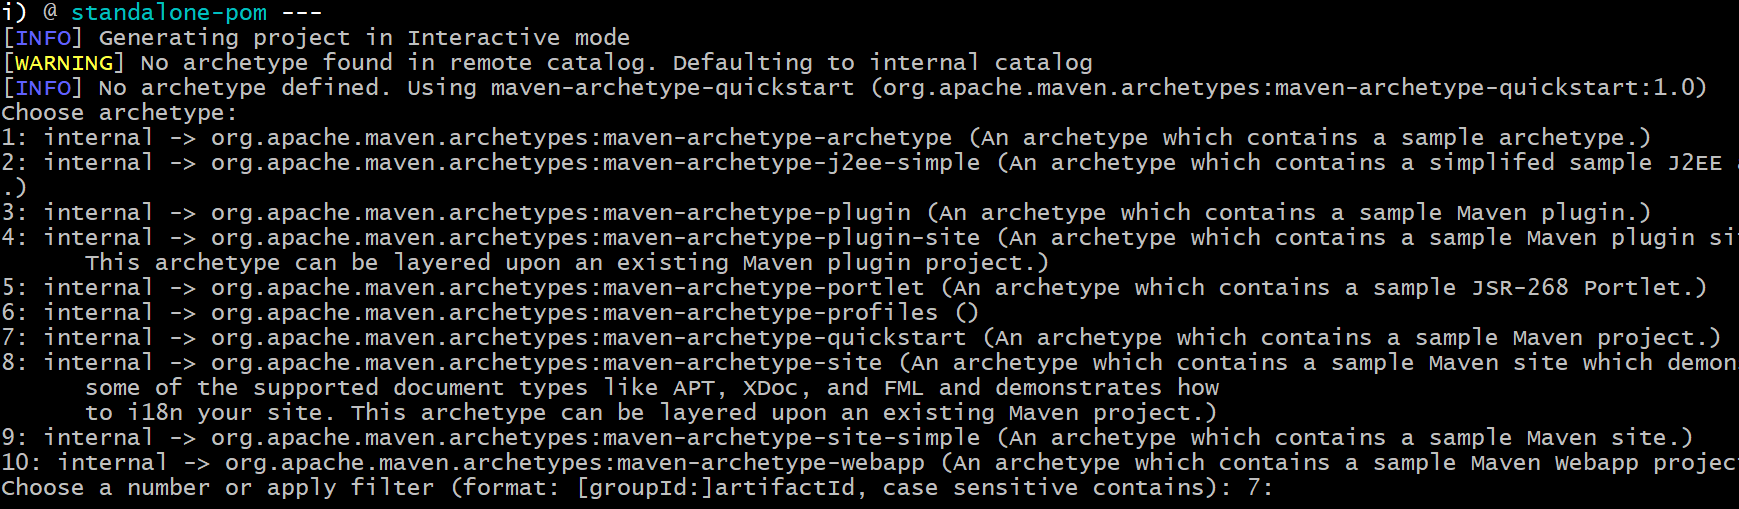 i) @ standalone-pom ---
[INFO] Generating project in Interactive mode
[WARNING] No archetype found in remote catalog. Defaulting to internal catalog
[INFO] No archetype defined. Using maven-archetype-quickstart (org.apache.maven.archetypes:maven-archetype-quickstart:1.0)
Choose archetype:
1: internal -> org.apache.maven.archetypes:maven-archetype-archetype (An archetype which contains a sample archetype.)
2: internal -> org.apache.maven.archetypes:maven-archetype-j2ee-simple (An archetype which contains a simplifed sample J2EE
.)
3: internal -> org.apache.maven.archetypes:maven-archetype-plugin (An archetype which contains a sample Maven plugin.)
4: internal -> org.apache.maven.archetypes:maven-archetype-plugin-site (An archetype which contains a sample Maven plugin sit
This archetype can be layered upon an existing Maven plugin project.)
5: internal -> org.apache.maven.archetypes:maven-archetype-portlet (An archetype which contains a sample JSR-268 Portlet.)
6: internal -> org.apache.maven.archetypes:maven-archetype-profiles ()
7: internal -> org.apache.maven.archetypes:maven-archetype-quickstart (An archetype which contains a sample Maven project.)
8: internal -> org.apache.maven.archetypes:maven-archetype-site (An archetype which contains a sample Maven site which demon
some of the supported document types like APT, XDoc, and FML and demonstrates how
to i18n your site. This archetype can be layered upon an existing Maven project.)
9: internal -> org.apache.maven.archetypes:maven-archetype-site-simple (An archetype which contains a sample Maven site.)
10: internal -> org.apache.maven.archetypes:maven-archetype-webapp (An archetype which contains a sample Maven Webapp project
Choose a number or apply filter (format: [groupId:]artifactId, case sensitive contains): 7: